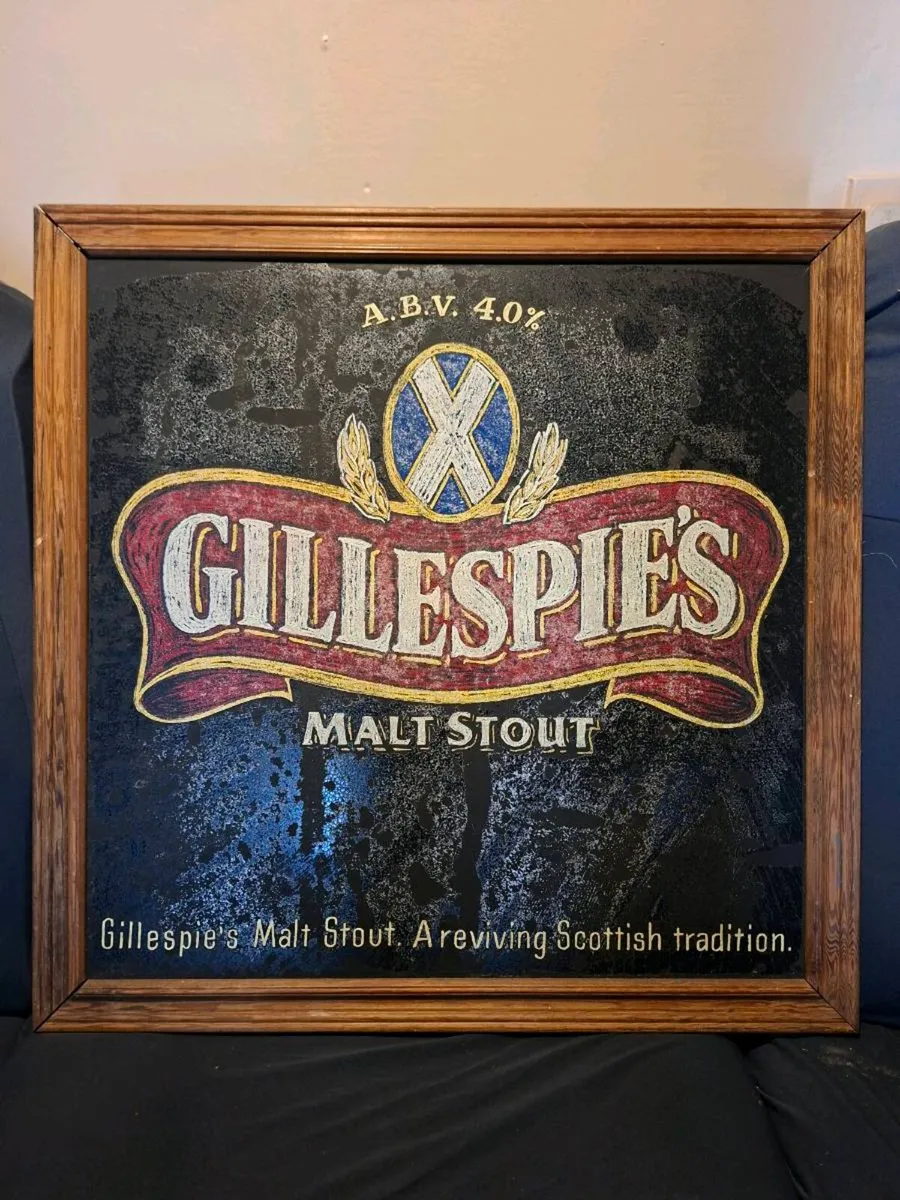 A.B.V. 4.0%
GILLESPIE'S
MALT STOUT
Gillespie's Malt Stout. A reviving Scottish tradition.